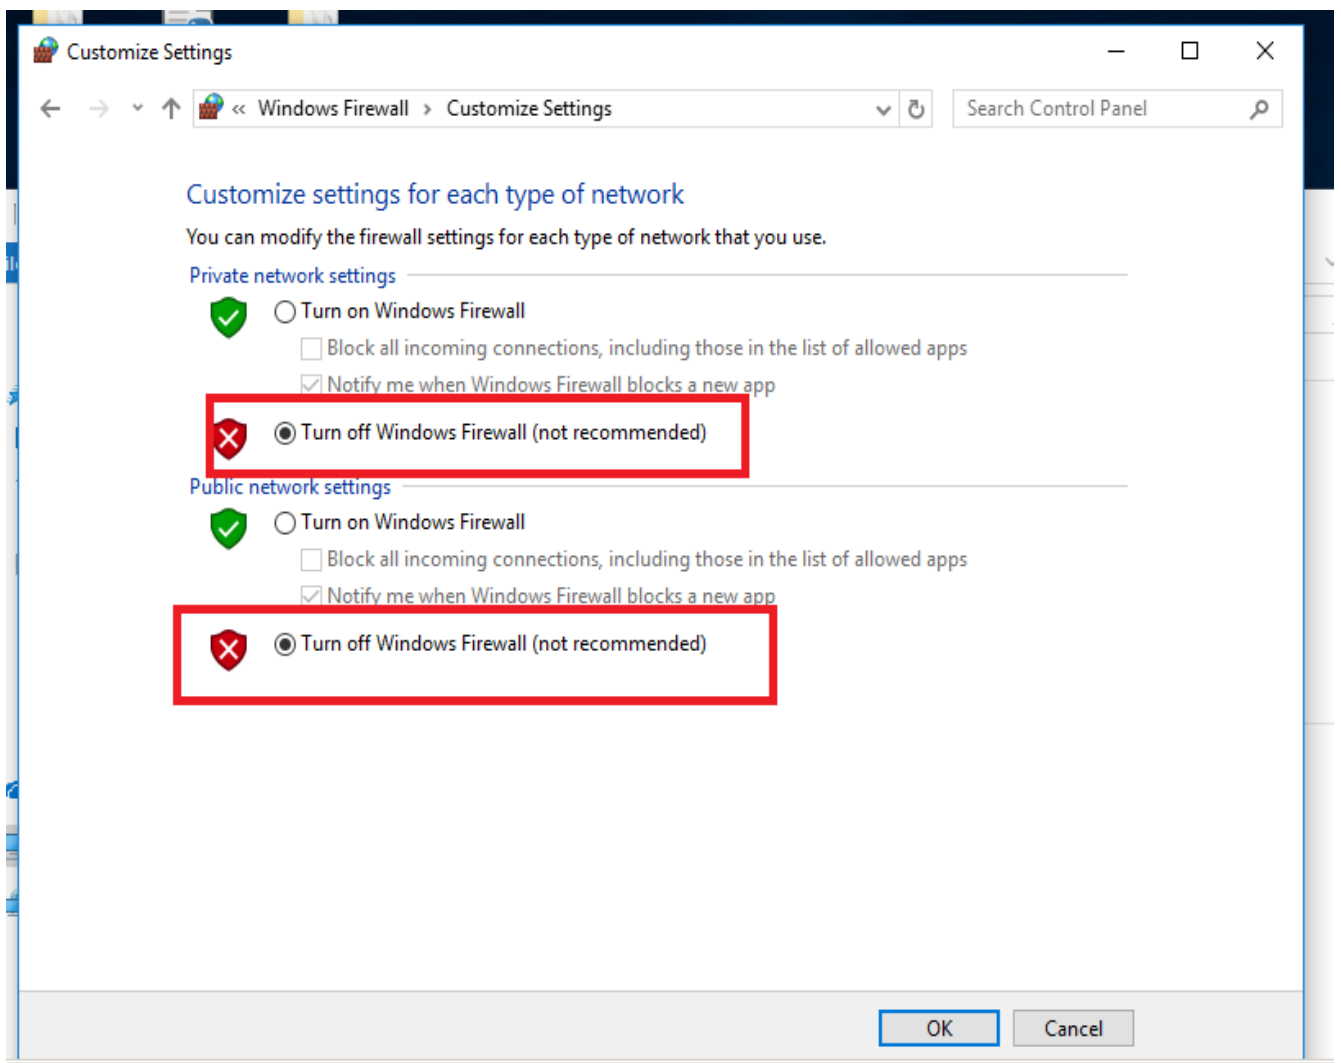 Customize Settings
« Windows Firewall › Customize Settings
Search Control Panel
Customize settings for each type of network
You can modify the firewall settings for each type of network that you use.
Private network settings
Turn on Windows Firewall
Block all incoming connections, including those in the list of allowed apps
Notify me when Windows Firewall blocks a new app
Turn off Windows Firewall (not recommended)
Public network settings
Turn on Windows Firewall
Block all incoming connections, including those in the list of allowed apps
Notify me when Windows Firewall blocks a new app
Turn off Windows Firewall (not recommended)
OK
Cancel